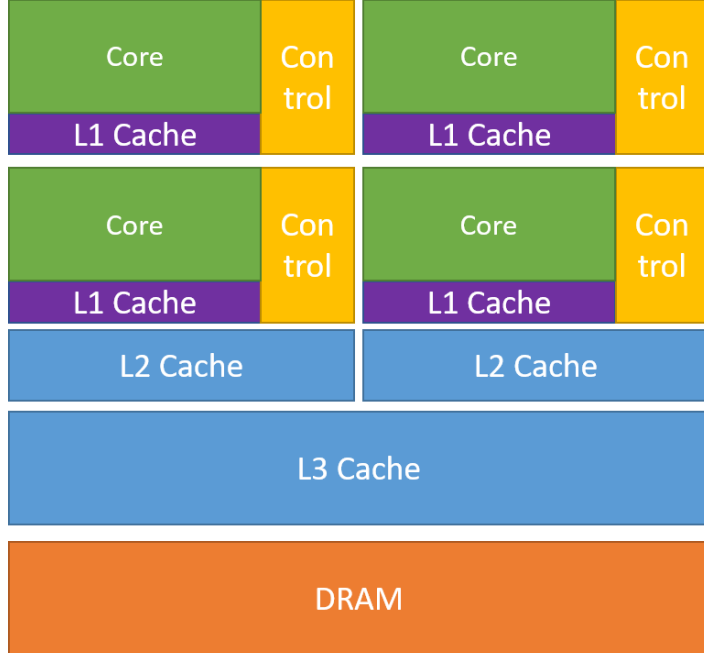 Core
Con
trol
L1 Cache
Core
Con
trol
L1 Cache
Core
Con
trol
L1 Cache
Core
Con
trol
L1 Cache
L2 Cache
L2 Cache
L3 Cache
DRAM